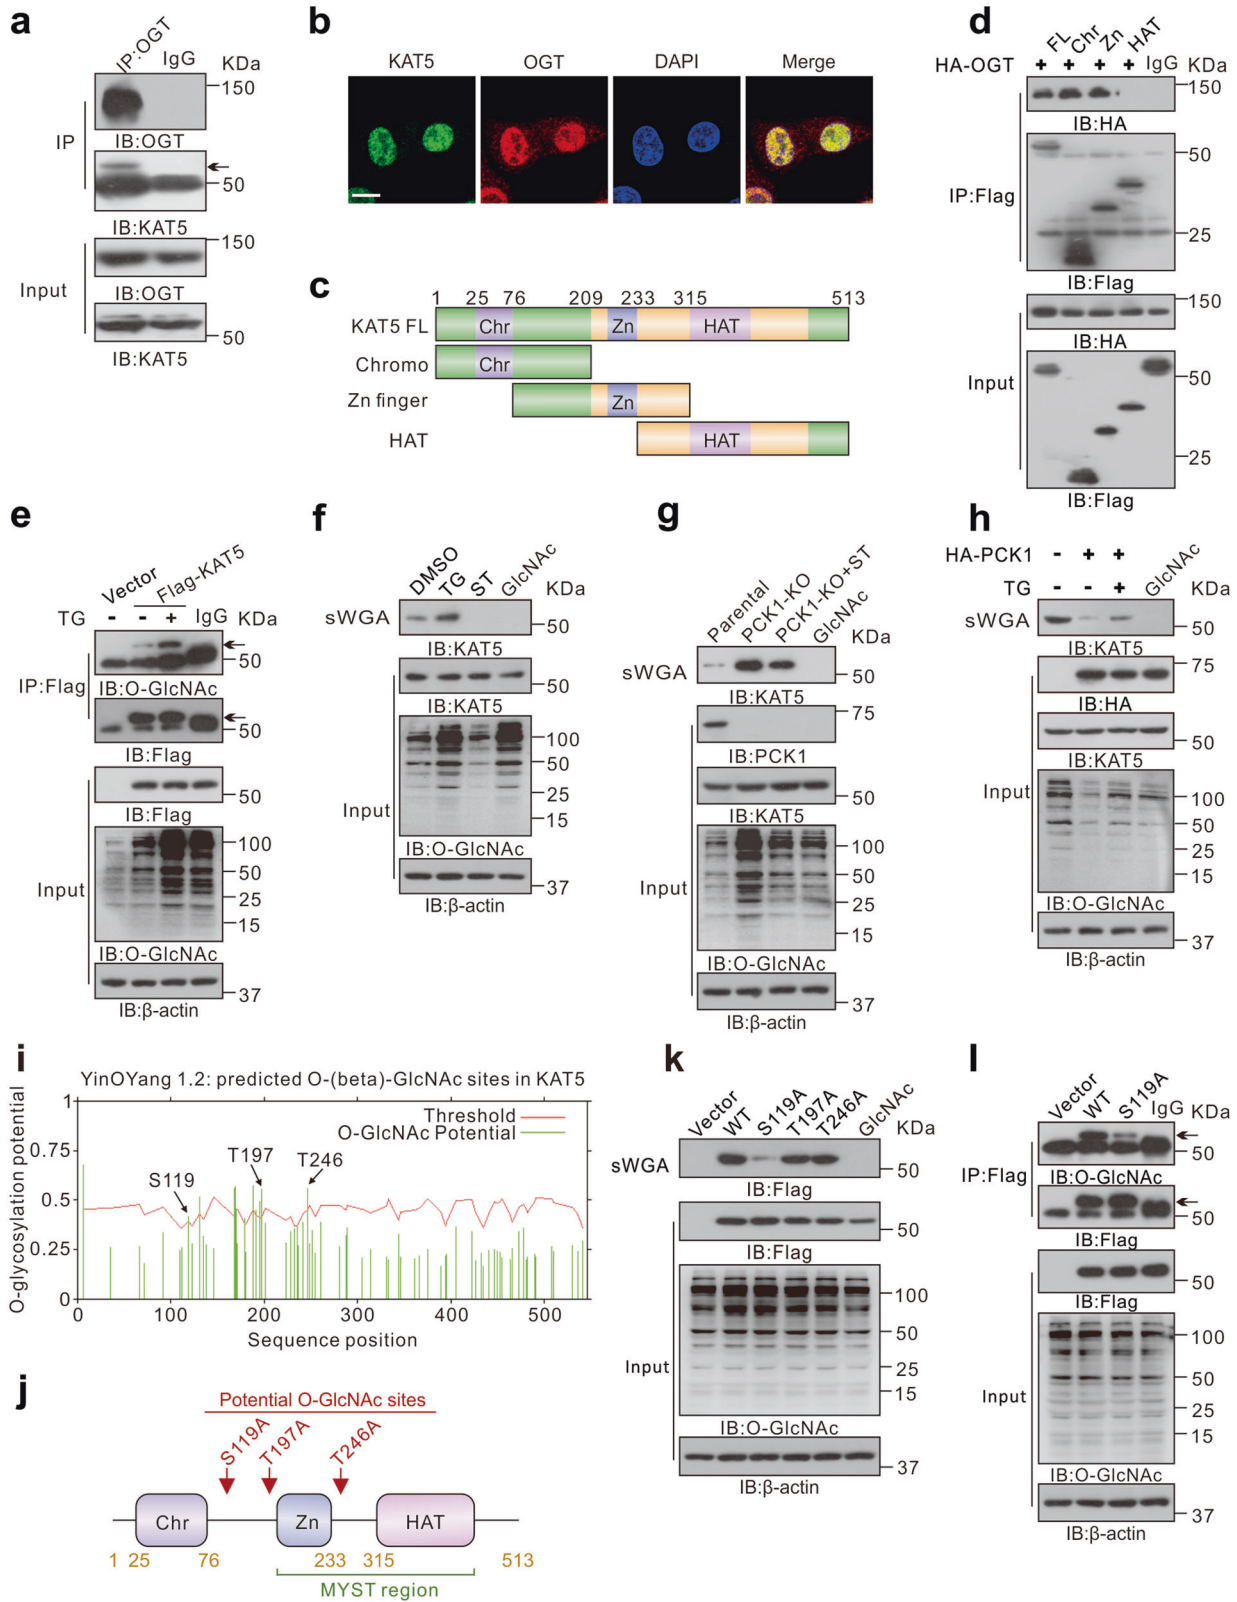 a
IP:OGT
IgG
KDa
150
IP
IB:OGT
50
IB:KAT5
150
Input
IB:OGT
50
IB:KAT5
b
KAT5 OGT DAPI Merge
c
1 25 76 209 233 315 513
KAT5 FL Chr Zn HAT
Chromo Chr
Zn finger Zn
HAT HAT
d
FL Chr Zn HAT
HA-OGT + + + + IgG KDa
150
IB:HA
50
IP:Flag
25
IB:Flag
150
IB:HA
50
Input
25
IB:Flag
e
Vector Flag-KAT5
TG - - + IgG KDa
50
IP:Flag
IB:O-GlcNAc
50
IB:Flag
50
IB:Flag
100
50
Input
25
15
IB:O-GlcNAc
37
IB:β-actin
f
DMSO TG ST GlcNAc
KDa
sWGA
50
IB:KAT5
50
IB:KAT5
100
50
25
Input
15
IB:O-GlcNAc
37
IB:β-actin
g
Parental PCK1-KO PCK1-KO+ST GlcNAc
KDa
sWGA
50
IB:KAT5
75
IB:PCK1
50
IB:KAT5
100
50
Input
25
15
IB:O-GlcNAc
37
IB:β-actin
h
HA-PCK1 - + +
TG - - + GlcNAc
KDa
sWGA
50
IB:KAT5
75
IB:HA
50
IB:KAT5
Input
100
50
25
15
IB:O-GlcNAc
37
IB:β-actin
i
YinOYang 1.2: predicted O-(beta)-GlcNAc sites in KAT5
O-glycosylation potential
1
0.75
0.5
0.25
0
Threshold
O-GlcNAc Potential
S119
T197
T246
0 100 200 300 400 500
Sequence position
j
Potential O-GlcNAc sites
S119A T197A T246A
Chr Zn HAT
1 25 76 233 315 513
MYST region
k
Vector WT S119A T197A T246A GlcNAc
KDa
sWGA
50
IB:Flag
50
IB:Flag
100
50
Input
25
15
IB:O-GlcNAc
37
IB:β-actin
l
Vector WT S119A IgG
KDa
IP:Flag
50
IB:O-GlcNAc
50
IB:Flag
50
IB:Flag
100
50
Input
25
15
IB:O-GlcNAc
37
IB:β-actin